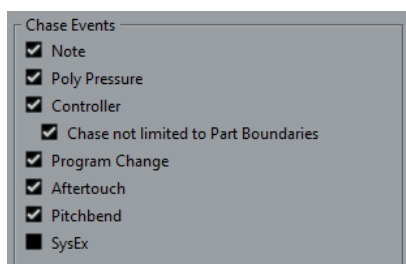 Chase Events
Note
Poly Pressure
Controller
Chase not limited to Part Boundaries
Program Change
Aftertouch
Pitchbend
SysEx